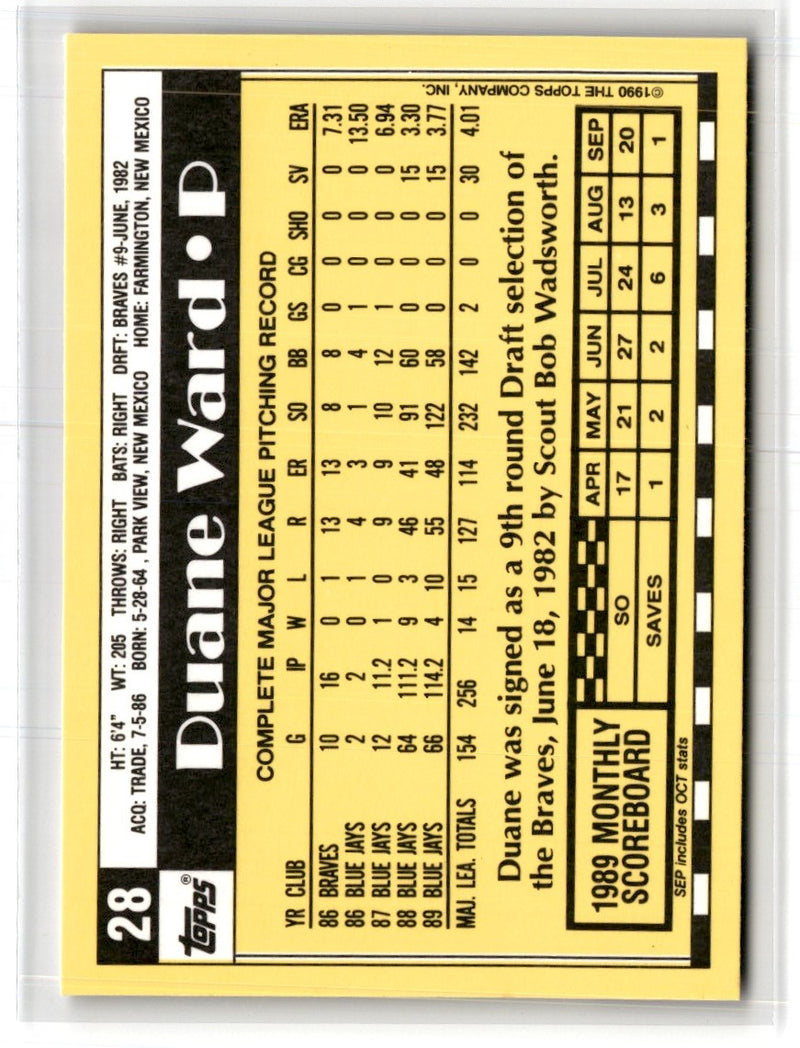 28
HT: 6'4" WT: 205 THROWS: RIGHT BATS: RIGHT DRFT: BRAVES #9-JUNE, 1982
ACQ: TRADE, 7-5-86 BORN: 5-28-64 , PARK VIEW, NEW MEXICO HOME: FARMINGTON, NEW MEXICO
topps® Duane Ward • P
COMPLETE MAJOR LEAGUE PITCHING RECORD
YR CLUB G IP W L R ER SO BB GS CG SHO SV ERA
86 BRAVES 10 16 0 1 13 13 8 8 0 0 0 0 7.31
86 BLUE JAYS 2 2 0 1 4 3 1 4 1 0 0 0 13.50
87 BLUE JAYS 12 11.2 1 0 9 9 10 12 1 0 0 0 6.94
88 BLUE JAYS 64 111.2 9 3 46 41 91 60 0 0 0 15 3.30
89 BLUE JAYS 66 114.2 4 10 55 48 122 58 0 0 0 15 3.77
MAJ. LEA. TOTALS 154 256 14 15 127 114 232 142 2 0 0 30 4.01
©1990 THE TOPPS COMPANY, INC.
Duane was signed as a 9th round Draft selection of
the Braves, June 18, 1982 by Scout Bob Wadsworth.
1989 MONTHLY
SCOREBOARD
APR MAY JUN JUL AUG SEP
SO 17 21 27 24 13 20
SAVES 1 2 2 6 3 1
SEP includes OCT stats